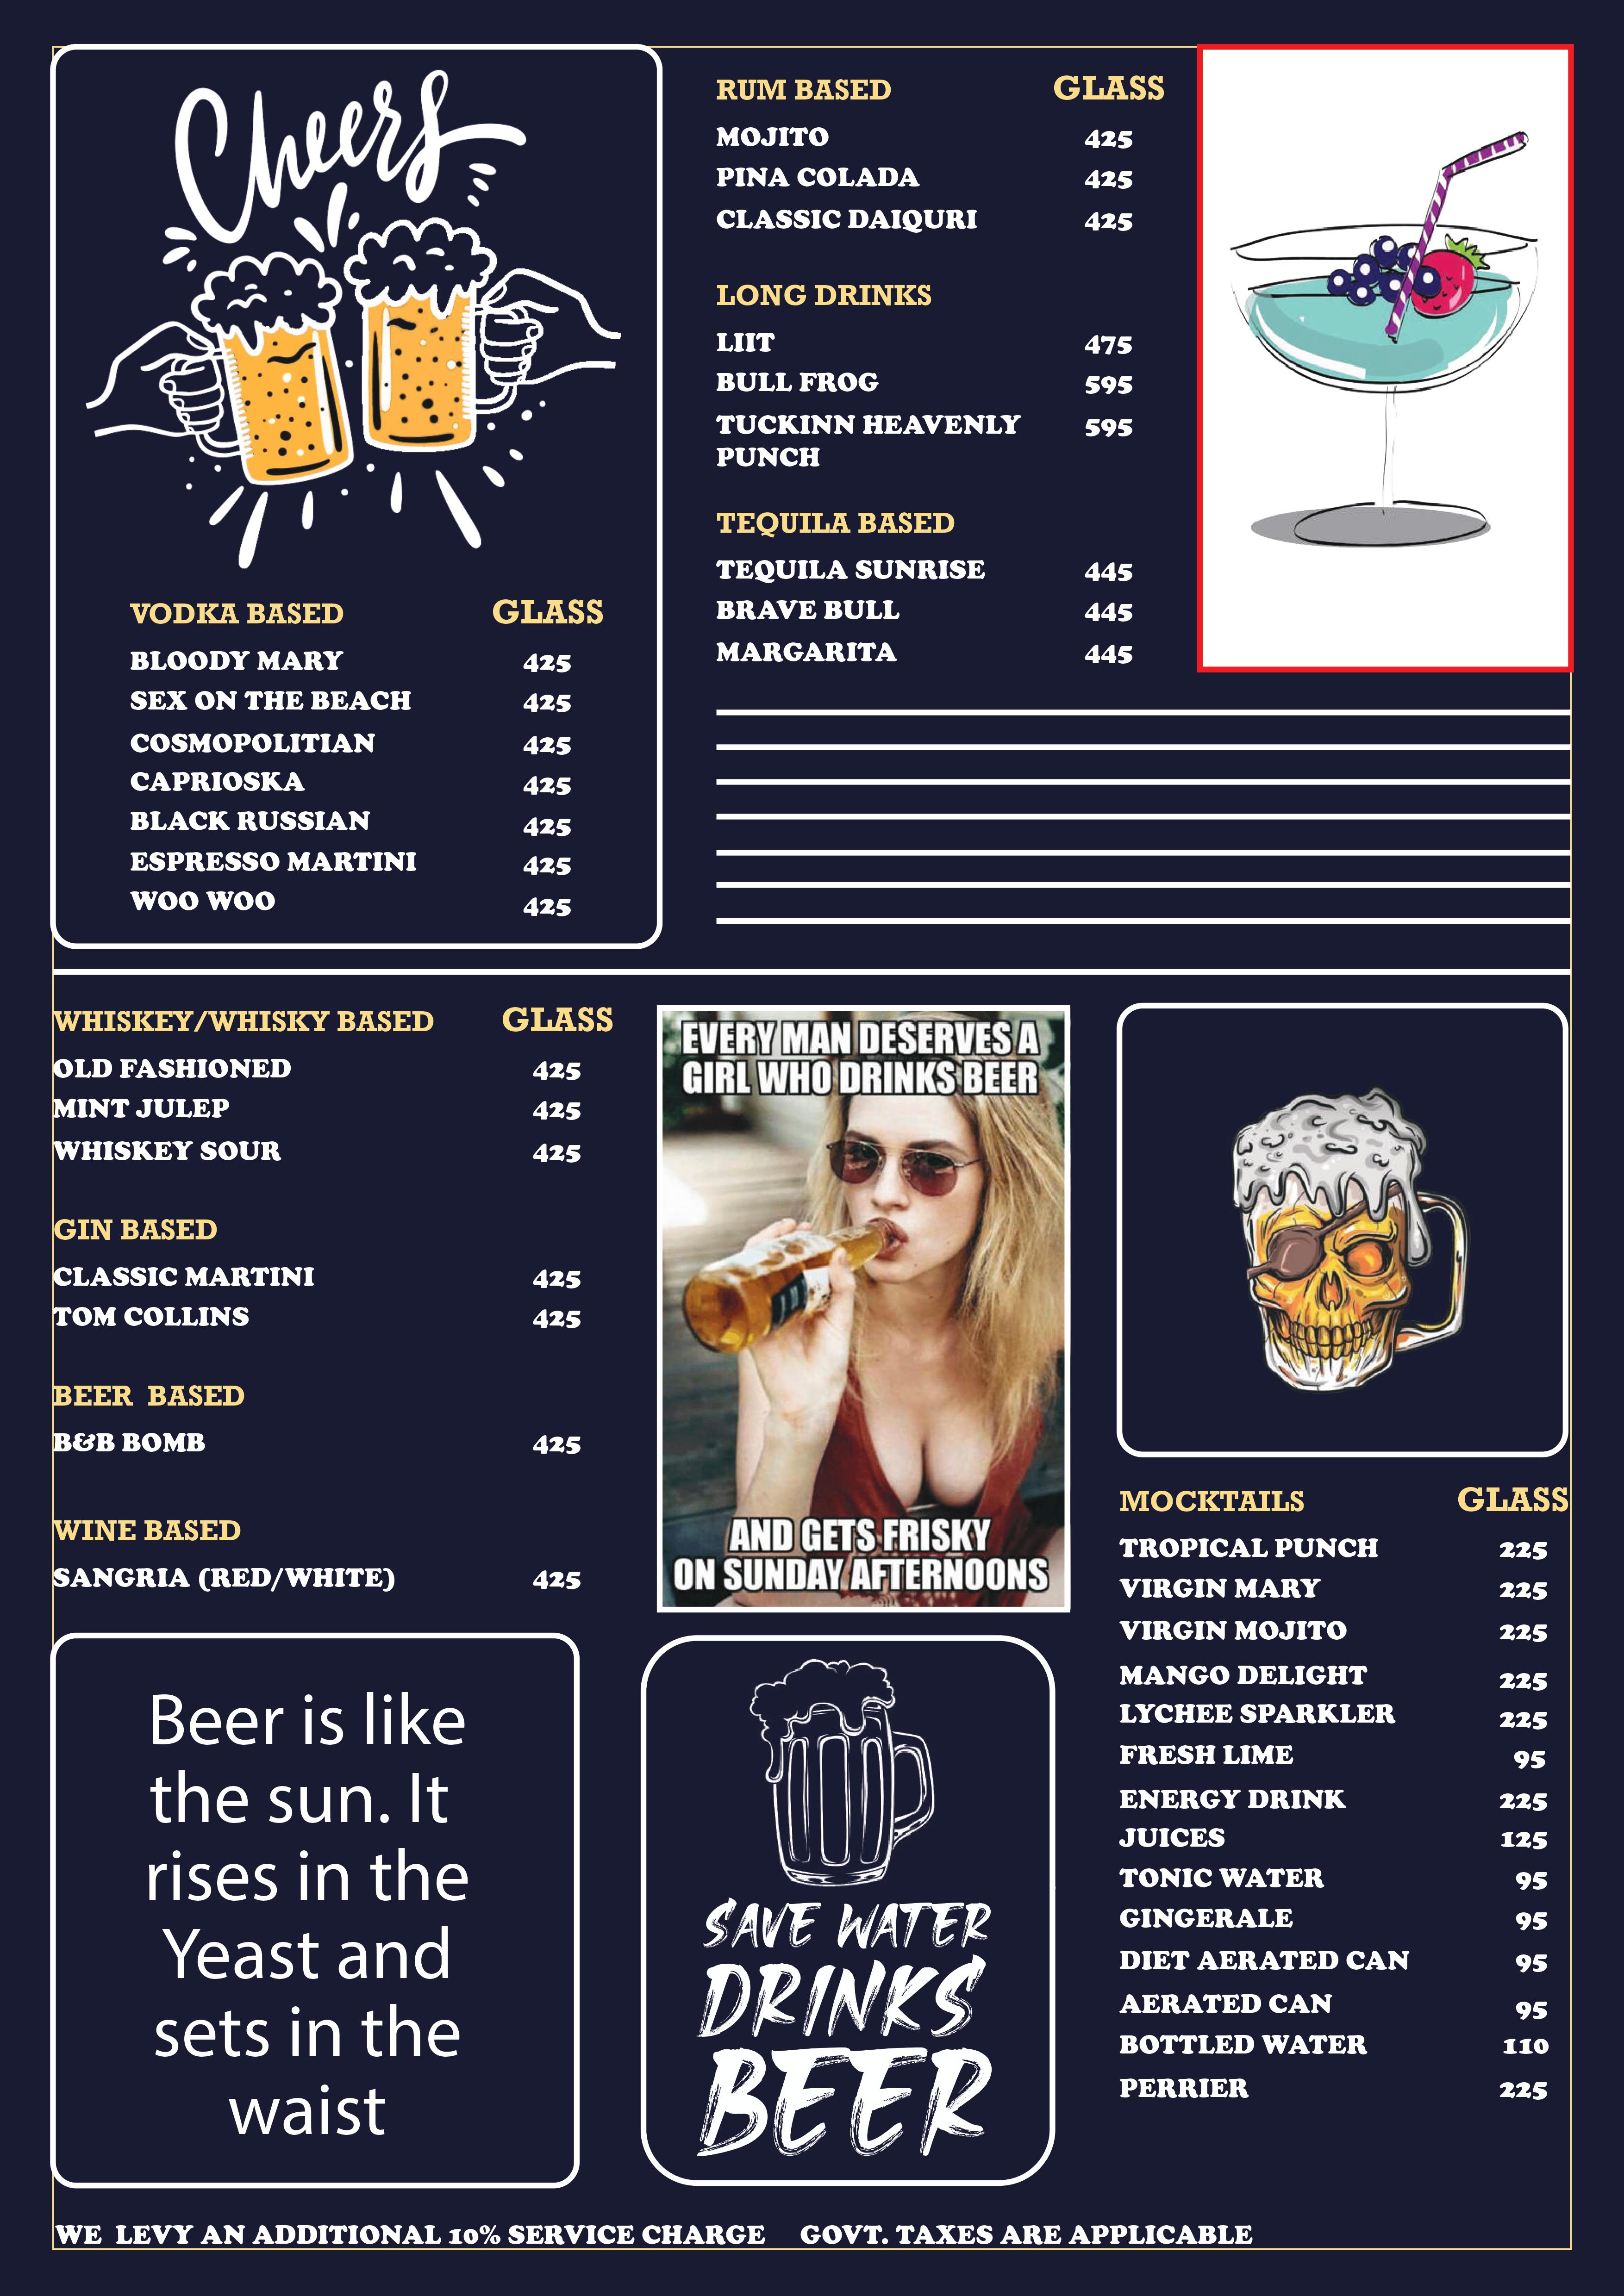 Cheers
VODKA BASED GLASS
BLOODY MARY 425
SEX ON THE BEACH 425
COSMOPOLITIAN 425
CAPRIOSKA 425
BLACK RUSSIAN 425
ESPRESSO MARTINI 425
WOO WOO 425
RUM BASED GLASS
MOJITO 425
PINA COLADA 425
CLASSIC DAIQURI 425
LONG DRINKS
LIIT 475
BULL FROG 595
TUCKINN HEAVENLY 595
PUNCH
TEQUILA BASED
TEQUILA SUNRISE 445
BRAVE BULL 445
MARGARITA 445
WHISKEY/WHISKY BASED GLASS
OLD FASHIONED 425
MINT JULEP 425
WHISKEY SOUR 425
GIN BASED
CLASSIC MARTINI 425
TOM COLLINS 425
BEER BASED
B&B BOMB 425
WINE BASED
SANGRIA (RED/WHITE) 425
EVERY MAN DESERVES A
GIRL WHO DRINKS BEER
AND GETS FRISKY
ON SUNDAY AFTERNOONS
MOCKTAILS GLASS
TROPICAL PUNCH 225
VIRGIN MARY 225
VIRGIN MOJITO 225
MANGO DELIGHT 225
LYCHEE SPARKLER 225
FRESH LIME 95
ENERGY DRINK 225
JUICES 125
TONIC WATER 95
GINGERALE 95
DIET AERATED CAN 95
AERATED CAN 95
BOTTLED WATER 110
PERRIER 225
Beer is like
the sun. It
rises in the
Yeast and
sets in the
waist
SAVE WATER
DRINKS
BEER
WE LEVY AN ADDITIONAL 10% SERVICE CHARGE GOVT. TAXES ARE APPLICABLE